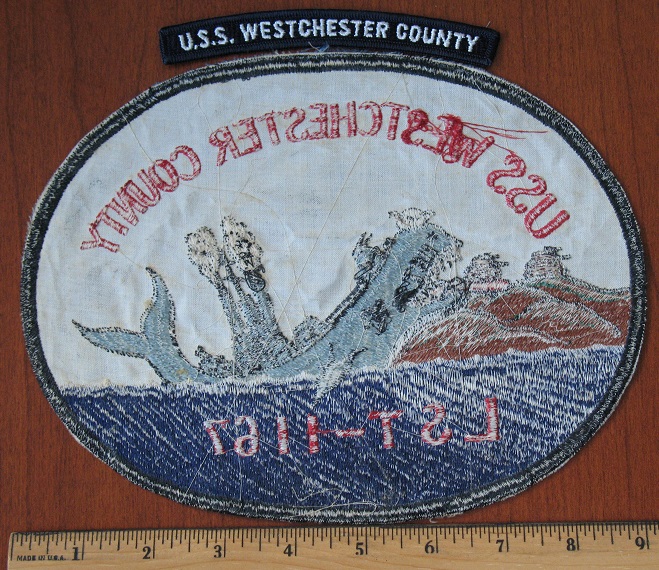 U.S.S. WESTCHESTER COUNTY
USS WESTCHESTER COUNTY
LST-1167
MADE IN U.S.A. 1 2 3 4 5 6 7 8 9